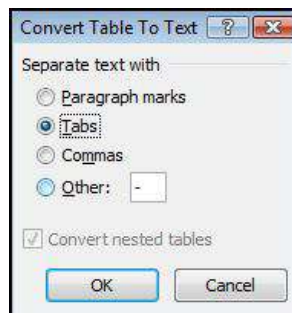 Convert Table To Text
Separate text with
Paragraph marks
Tabs
Commas
Other: -
Convert nested tables
OK Cancel